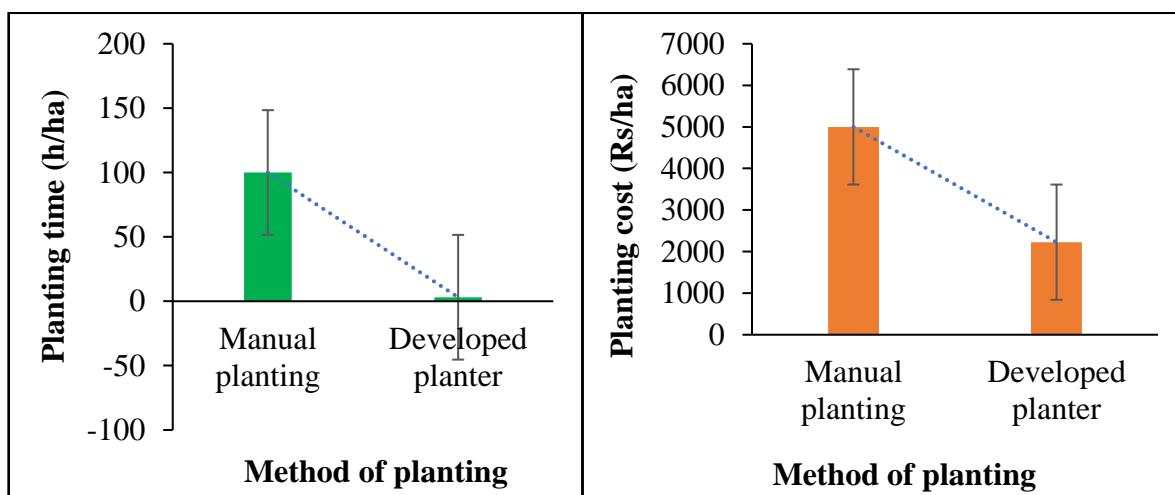 Planting time (h/ha)
200
150
100
50
0
-50
-100
Manual
planting
Developed
planter
Method of planting
Planting cost (Rs/ha)
7000
6000
5000
4000
3000
2000
1000
0
Manual
planting
Developed
planter
Method of planting